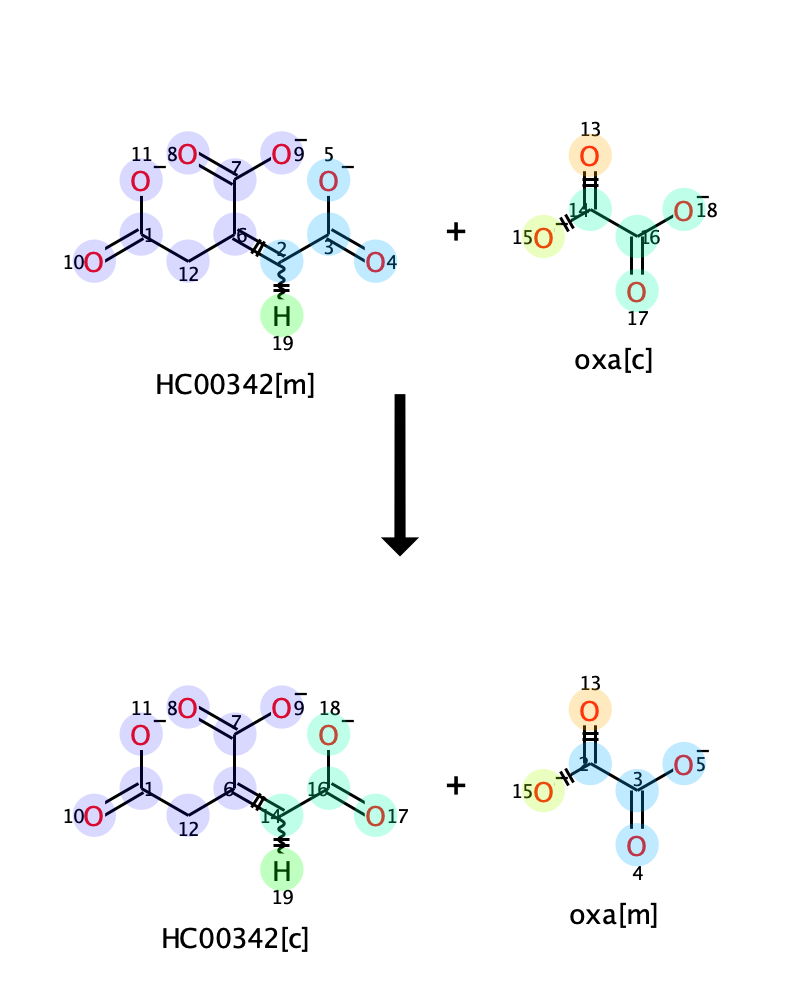 13
11 − 8 O 7 O − 9 5 −
O O 14
O 1 6 2 3 15 O − 16 O − 18
10 O 12 O 4
H O
19 17
HC00342[m] + oxa[c]
13
11 − 8 O 7 O − 9 18 −
O O 2
O 1 6 14 16 15 O − 3 O − 5
10 O 12 O 17
H O
19 4
HC00342[c] + oxa[m]